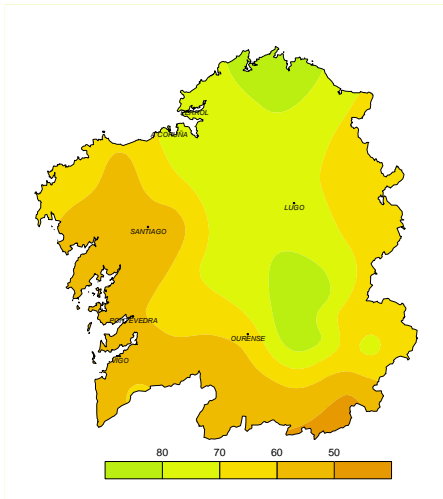 FERROL
A CORUÑA
LUGO
SANTIAGO
PONTEVEDRA
OURENSE
VIGO
80 70 60 50